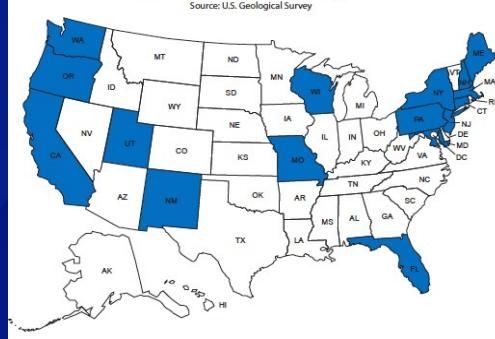 Source: U.S. Geological Survey
WA
ME
MT
ND
VT
NH
OR
MN
MA
ID
SD
WI
NY
RI
WY
MI
CT
IA
PA
NJ
NE
NV
OH
DE
IL
IN
MD
UT
WV
CO
VA
DC
CA
KS
MO
KY
NC
TN
AZ
NM
OK
AR
SC
MS
AL
GA
TX
LA
AK
FL
HI